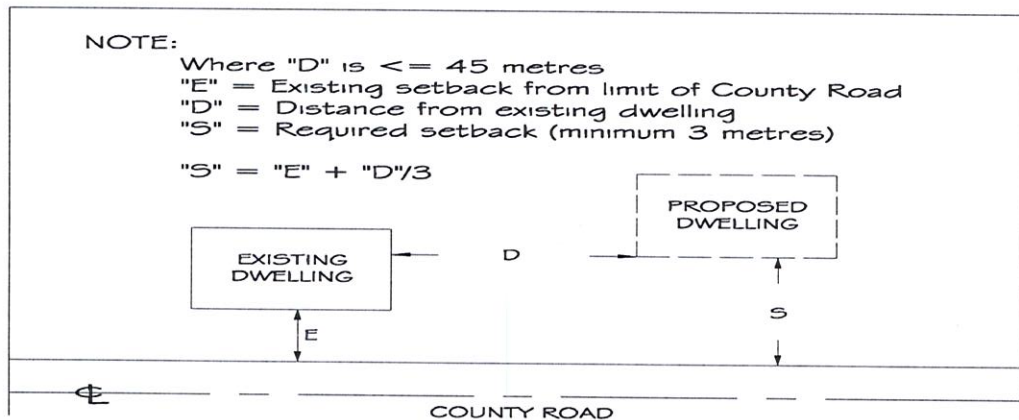 NOTE:
Where "D" is <= 45 metres
"E" = Existing setback from limit of County Road
"D" = Distance from existing dwelling
"S" = Required setback (minimum 3 metres)
"S" = "E" + "D"/3
PROPOSED
DWELLING
EXISTING
DWELLING
D
E
S
℄
COUNTY ROAD